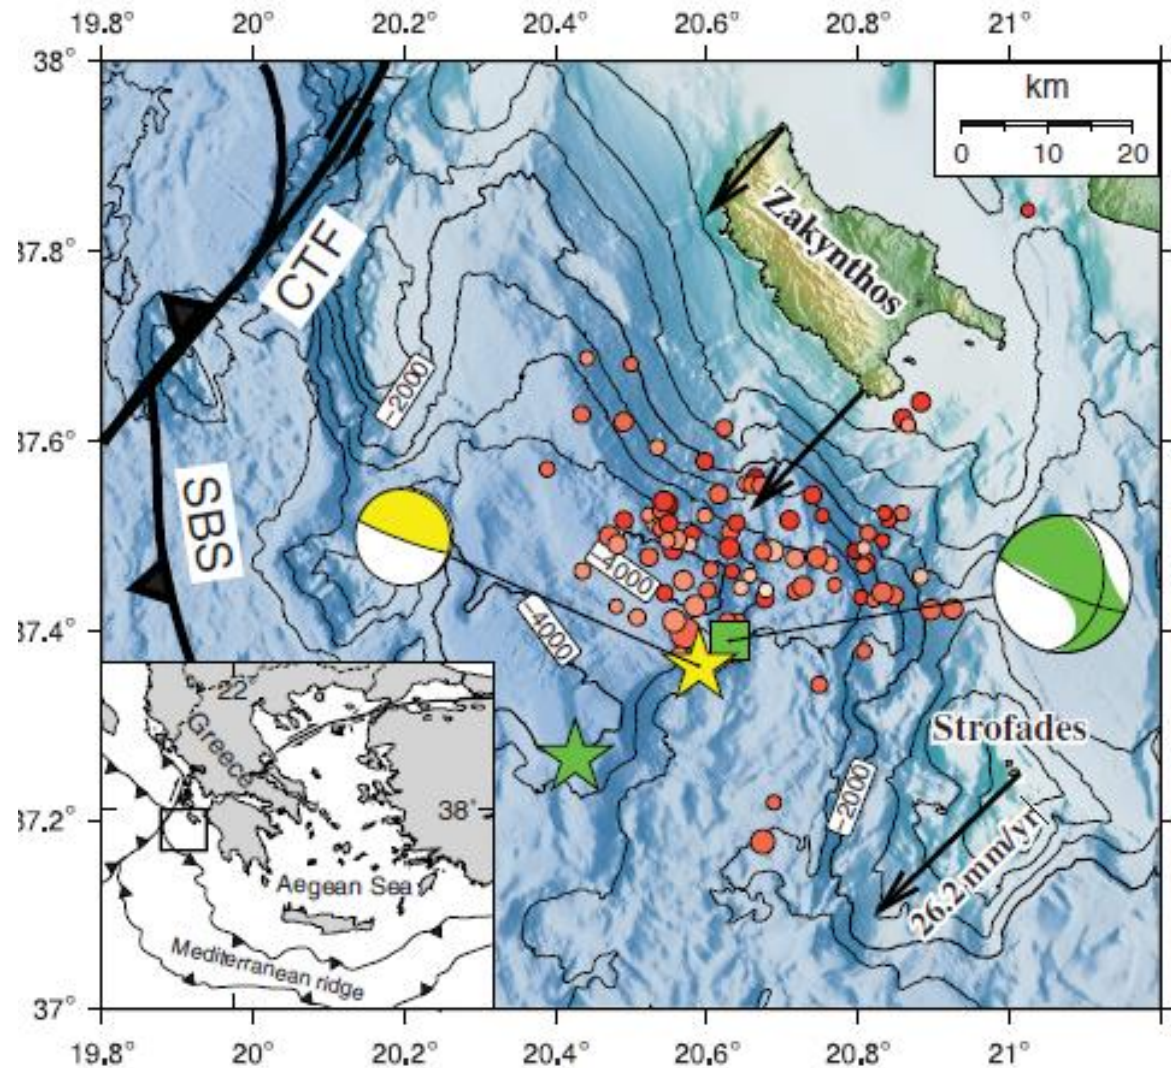 19.8° 20° 20.2° 20.4° 20.6° 20.8° 21°
38°
km
0 10 20
Zakynthos
37.8°
CTF
−2000
37.6°
SBS
−4000
37.4°
−4000
Strofades
22°
Greece
38°
−2000
37.2°
26.2 mm/yr
Aegean Sea
Mediterranean ridge
37°
19.8° 20° 20.2° 20.4° 20.6° 20.8° 21°